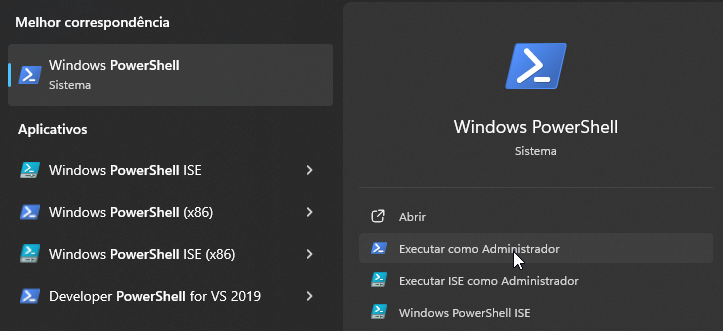 Melhor correspondência
Windows PowerShell
Sistema
Aplicativos
Windows PowerShell ISE
Windows PowerShell (x86)
Windows PowerShell ISE (x86)
Developer PowerShell for VS 2019
Windows PowerShell
Sistema
Abrir
Executar como Administrador
Executar ISE como Administrador
Windows PowerShell ISE